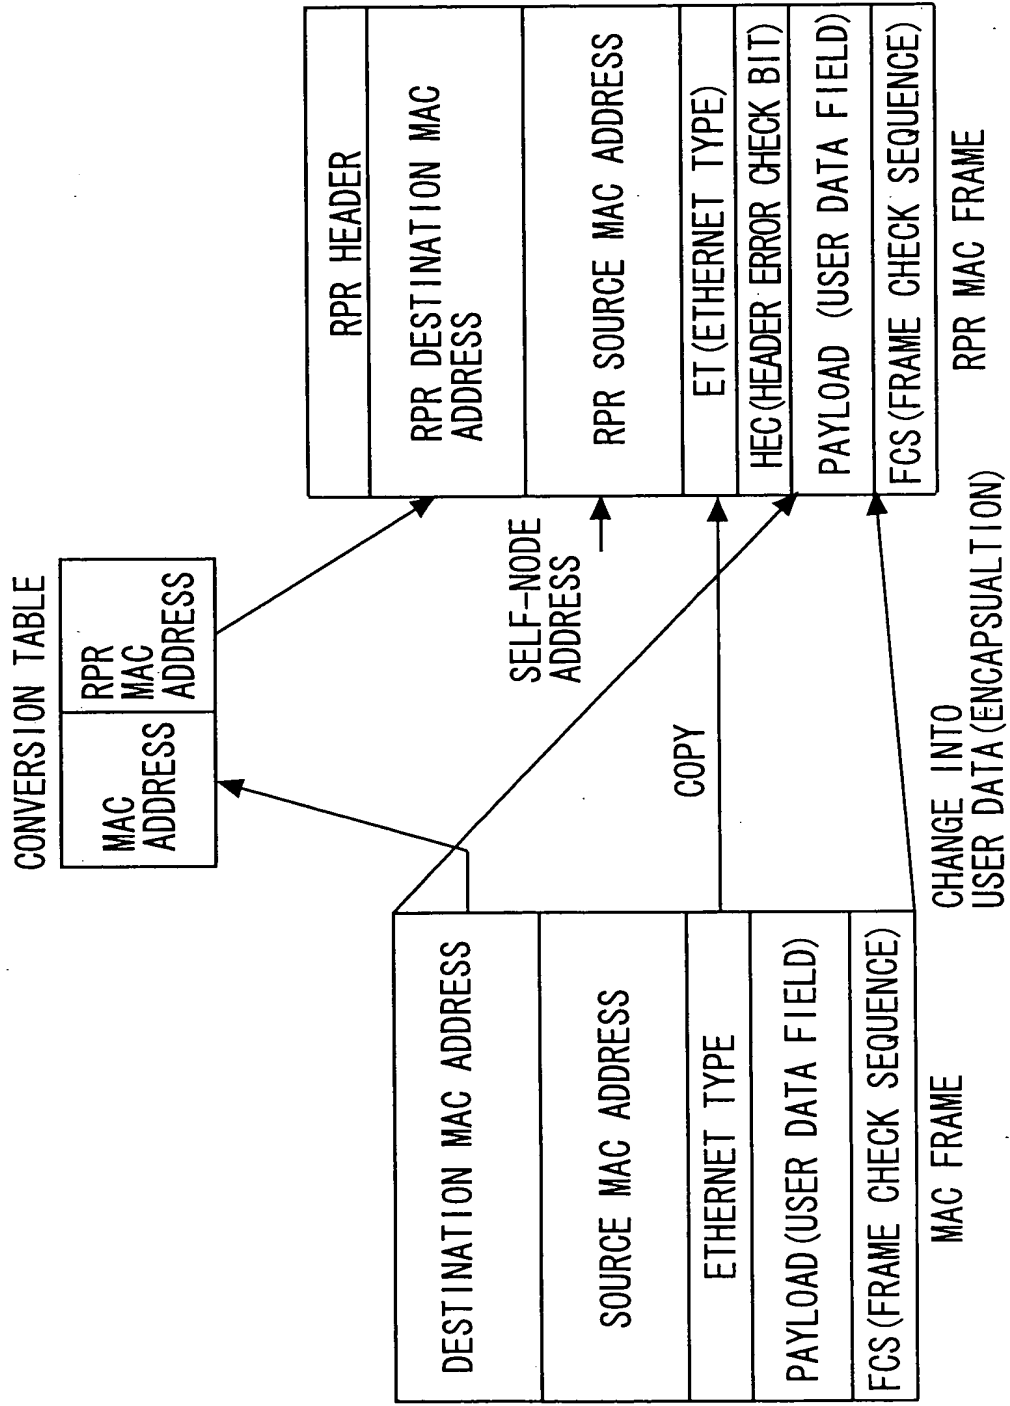 CONVERSION TABLE
MAC
ADDRESS
RPR
MAC
ADDRESS
DESTINATION MAC ADDRESS
SOURCE MAC ADDRESS
ETHERNET TYPE
PAYLOAD(USER DATA FIELD)
FCS(FRAME CHECK SEQUENCE)
MAC FRAME
COPY
SELF-NODE
ADDRESS
CHANGE INTO
USER DATA(ENCAPSUALTION)
RPR HEADER
RPR DESTINATION MAC
ADDRESS
RPR SOURCE MAC ADDRESS
ET(ETHERNET TYPE)
HEC(HEADER ERROR CHECK BIT)
PAYLOAD (USER DATA FIELD)
FCS(FRAME CHECK SEQUENCE)
RPR MAC FRAME